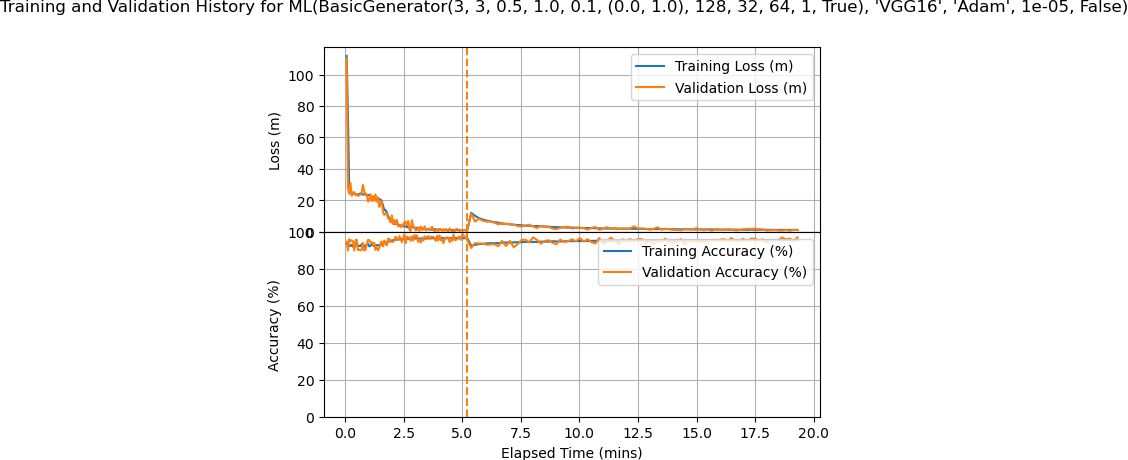 Training and Validation History for ML(BasicGenerator(3, 3, 0.5, 1.0, 0.1, (0.0, 1.0), 128, 32, 64, 1, True), 'VGG16', 'Adam', 1e-05, False)
Training Loss (m)
Validation Loss (m)
Loss (m)
100
80
60
40
20
0
Training Accuracy (%)
Validation Accuracy (%)
Accuracy (%)
100
80
60
40
20
0
0.0 2.5 5.0 7.5 10.0 12.5 15.0 17.5 20.0
Elapsed Time (mins)